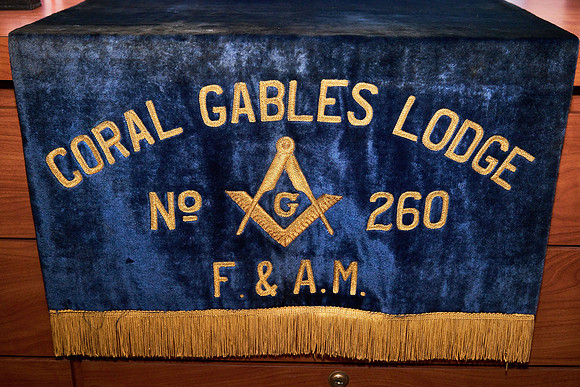 CORAL GABLES LODGE
Nº G 260
F. & A.M.